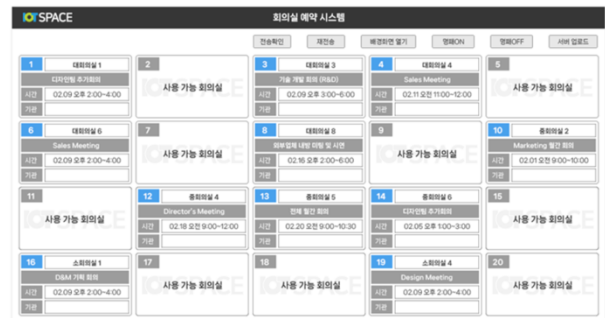 IOTSPACE
회의실 예약 시스템
전송확인 재전송 배경화면 열기 명패ON 명패OFF 서버 업로드
1 대회의실 1
디자인팀 주가회의
시간 02.09 오후 2:00~4:00
기관
2
사용 가능 회의실
3 대회의실 3
기술 개발 회의 (R&D)
시간 02.09 오후 3:00~6:00
기관
4 대회의실 4
Sales Meeting
시간 02.11 오전 11:00~12:00
기관
5
사용 가능 회의실
6 대회의실 6
Sales Meeting
시간 02.09 오후 2:00~4:00
기관
7
사용 가능 회의실
8 대회의실 8
외부업체 내방 미팅 및 시연
시간 02.16 오후 2:00~6:00
기관
9
사용 가능 회의실
10 중회의실 2
Marketing 월간 회의
시간 02.01 오전 9:00~10:00
기관
11
사용 가능 회의실
12 중회의실 4
Director's Meeting
시간 02.18 오전 9:00~12:00
기관
13 중회의실 5
전체 월간 회의
시간 02.20 오전 9:00~10:30
기관
14 중회의실 6
디자인팀 주가회의
시간 02.05 오후 1:00~3:00
기관
15
사용 가능 회의실
16 소회의실 1
D&M 기획 회의
시간 02.09 오후 2:00~4:00
기관
17
사용 가능 회의실
18
사용 가능 회의실
19 소회의실 4
Design Meeting
시간 02.09 오후 2:00~4:00
기관
20
사용 가능 회의실